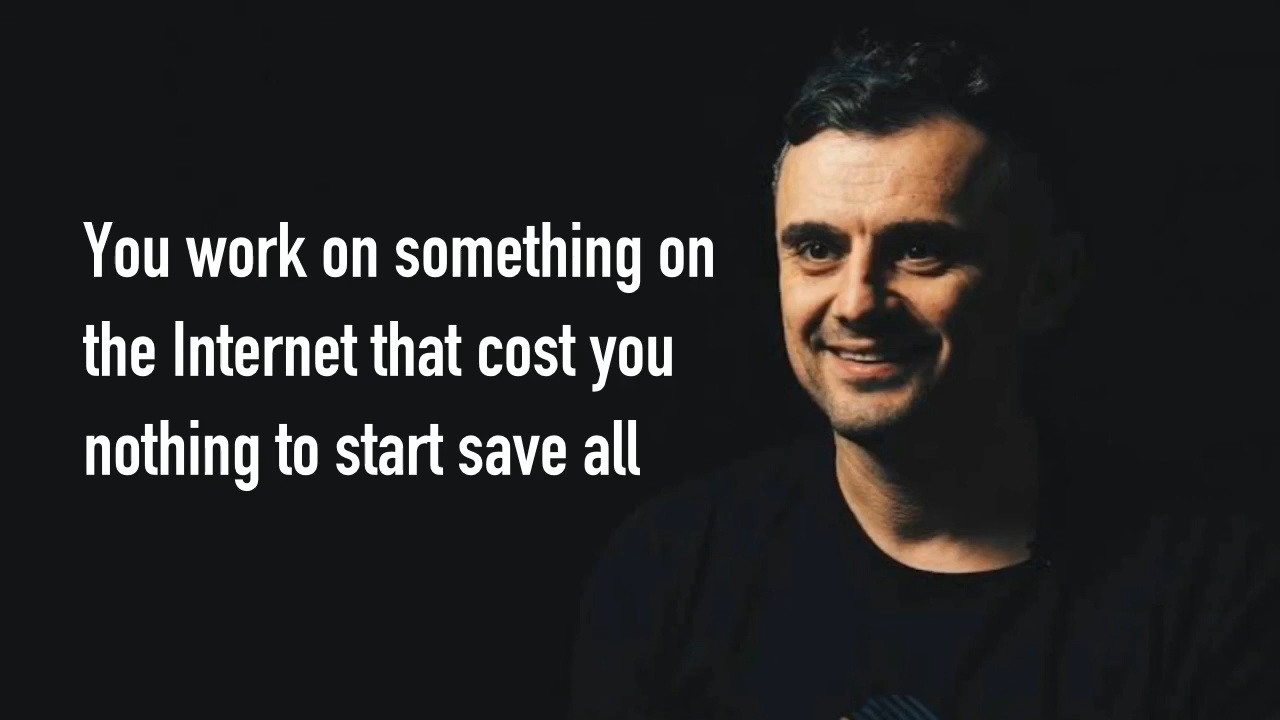 You work on something on
the Internet that cost you
nothing to start save all